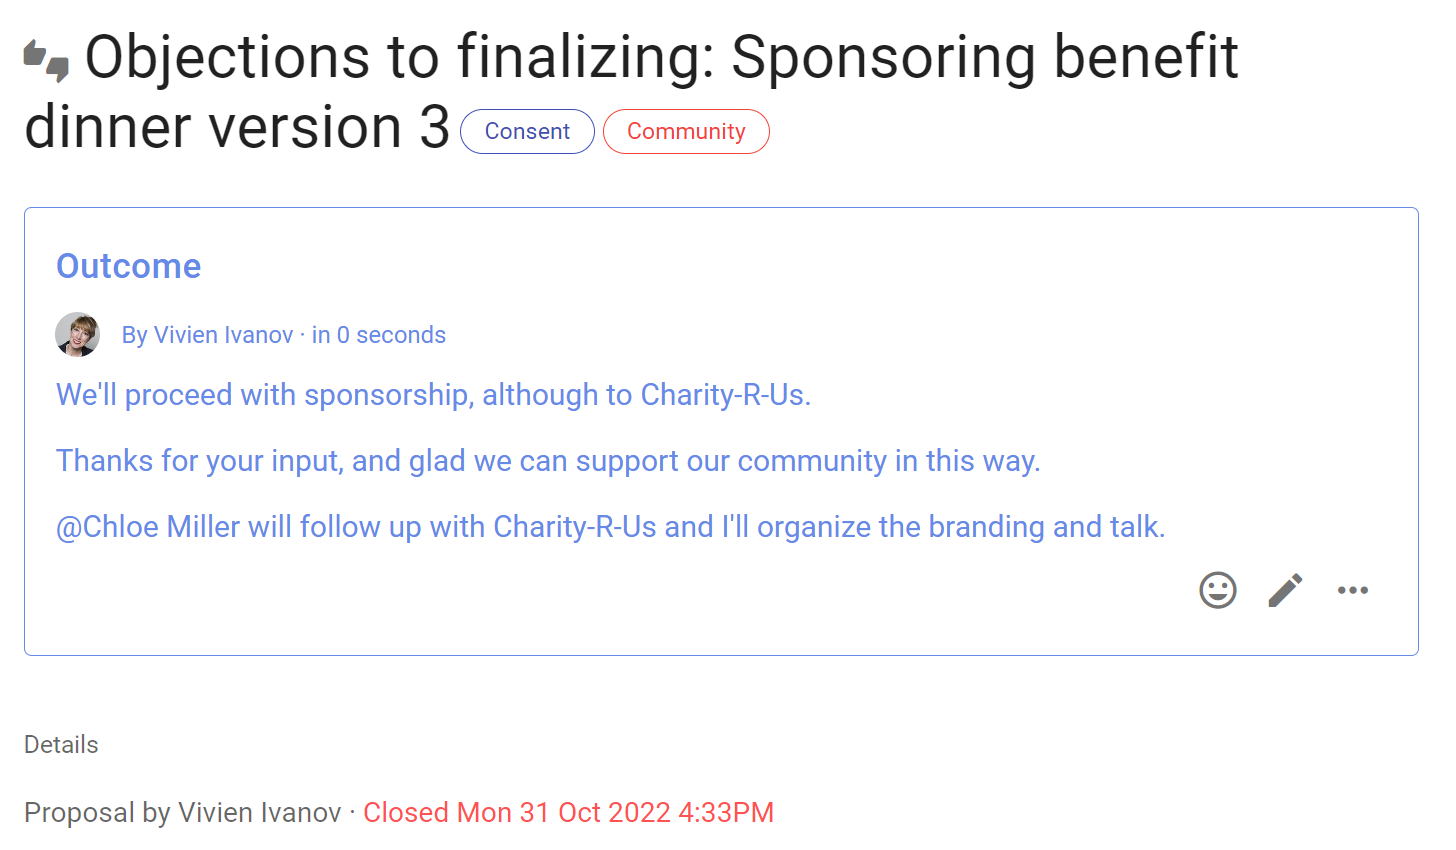 Objections to finalizing: Sponsoring benefit
dinner version 3 Consent Community
Outcome
By Vivien Ivanov · in 0 seconds
We'll proceed with sponsorship, although to Charity-R-Us.
Thanks for your input, and glad we can support our community in this way.
@Chloe Miller will follow up with Charity-R-Us and I'll organize the branding and talk.
Details
Proposal by Vivien Ivanov · Closed Mon 31 Oct 2022 4:33PM